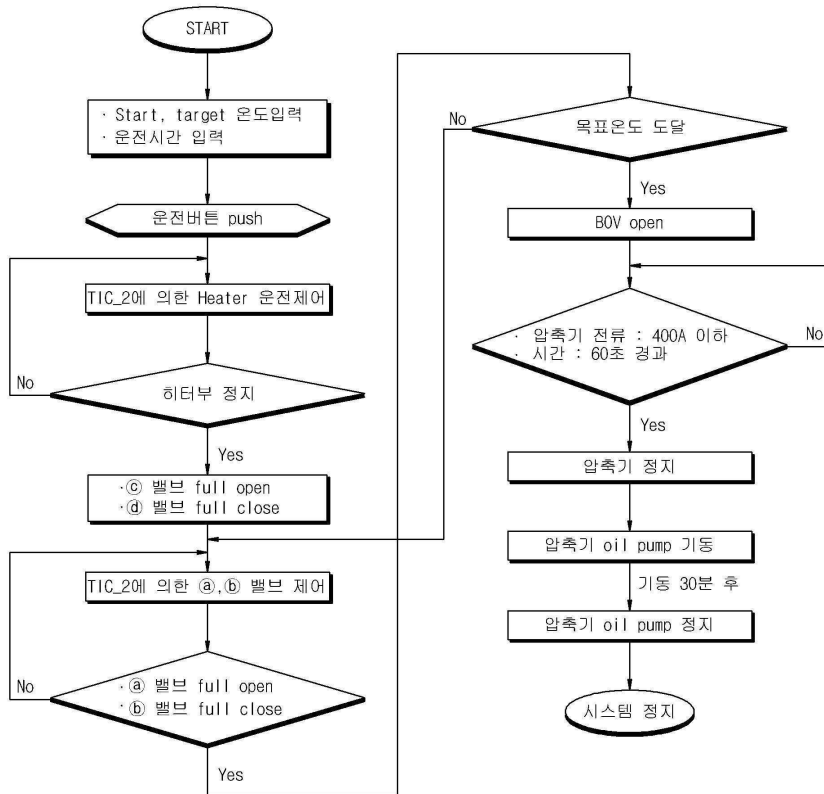 START
· Start, target 온도입력
· 운전시간 입력
운전버튼 push
TIC_2에 의한 Heater 운전제어
No
히터부 정지
Yes
·ⓒ 밸브 full open
·ⓓ 밸브 full close
TIC_2에 의한 ⓐ,ⓑ 밸브 제어
No
·ⓐ 밸브 full open
·ⓑ 밸브 full close
Yes
No
목표온도 도달
Yes
BOV open
· 압축기 전류 : 400A 이하
· 시간 : 60초 경과
No
Yes
압축기 정지
압축기 oil pump 기동
기동 30분 후
압축기 oil pump 정지
시스템 정지